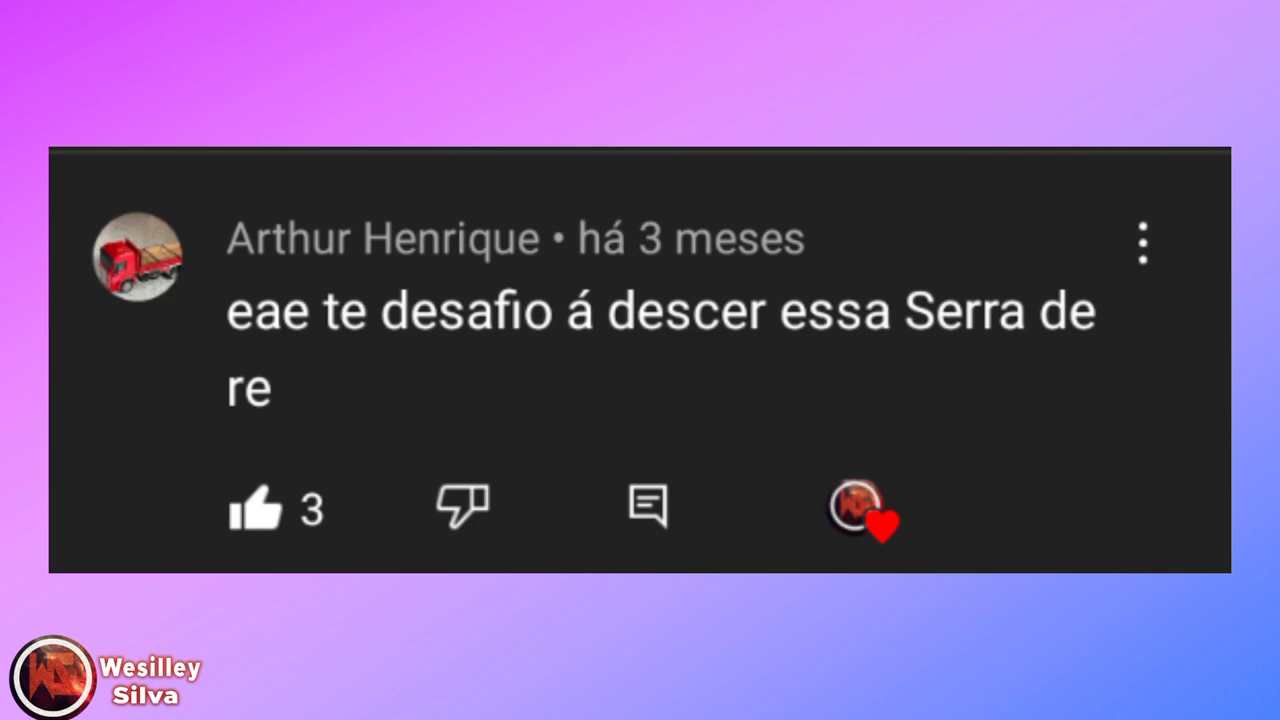 Arthur Henrique • há 3 meses
eae te desafio á descer essa Serra de
re
3
Wesilley
Silva